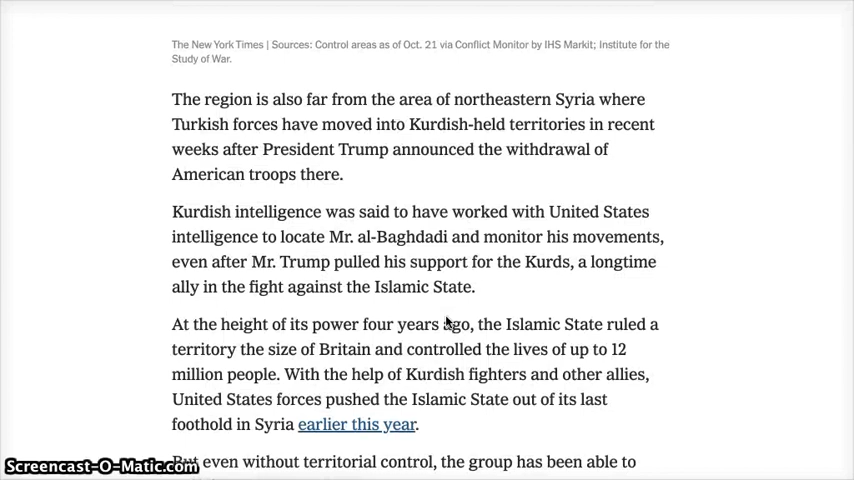 The New York Times | Sources: Control areas as of Oct. 21 via Conflict Monitor by IHS Markit; Institute for the
Study of War.
The region is also far from the area of northeastern Syria where
Turkish forces have moved into Kurdish-held territories in recent
weeks after President Trump announced the withdrawal of
American troops there.
Kurdish intelligence was said to have worked with United States
intelligence to locate Mr. al-Baghdadi and monitor his movements,
even after Mr. Trump pulled his support for the Kurds, a longtime
ally in the fight against the Islamic State.
At the height of its power four years ago, the Islamic State ruled a
territory the size of Britain and controlled the lives of up to 12
million people. With the help of Kurdish fighters and other allies,
United States forces pushed the Islamic State out of its last
foothold in Syria earlier this year.
But even without territorial control, the group has been able to
Screencast-O-Matic.com